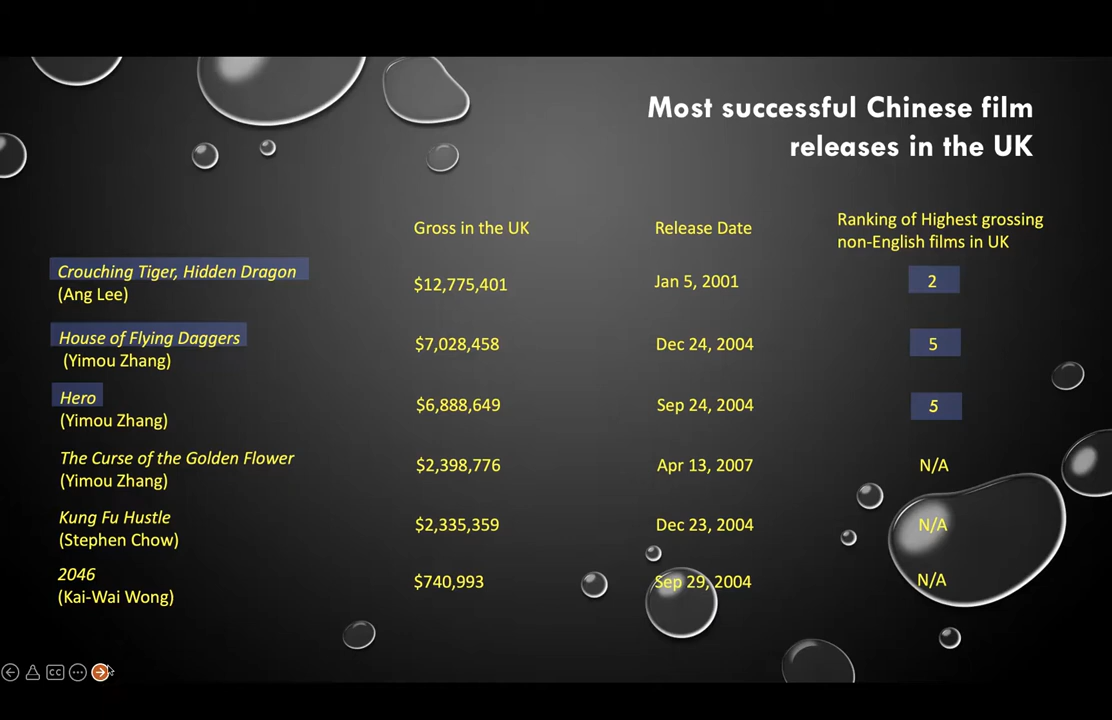 Most successful Chinese film
releases in the UK
Gross in the UK
Release Date
Ranking of Highest grossing
non-English films in UK
Crouching Tiger, Hidden Dragon
(Ang Lee)
$12,775,401
Jan 5, 2001
2
House of Flying Daggers
(Yimou Zhang)
$7,028,458
Dec 24, 2004
5
Hero
(Yimou Zhang)
$6,888,649
Sep 24, 2004
5
The Curse of the Golden Flower
(Yimou Zhang)
$2,398,776
Apr 13, 2007
N/A
Kung Fu Hustle
(Stephen Chow)
$2,335,359
Dec 23, 2004
N/A
2046
(Kai-Wai Wong)
$740,993
Sep 29, 2004
N/A
CC